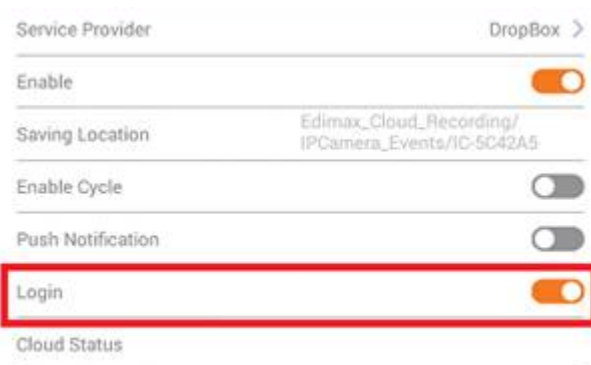 Service Provider DropBox >
Enable
Saving Location Edimax_Cloud_Recording/
IPCamera_Events/IC-5C42A5
Enable Cycle
Push Notification
Login
Cloud Status